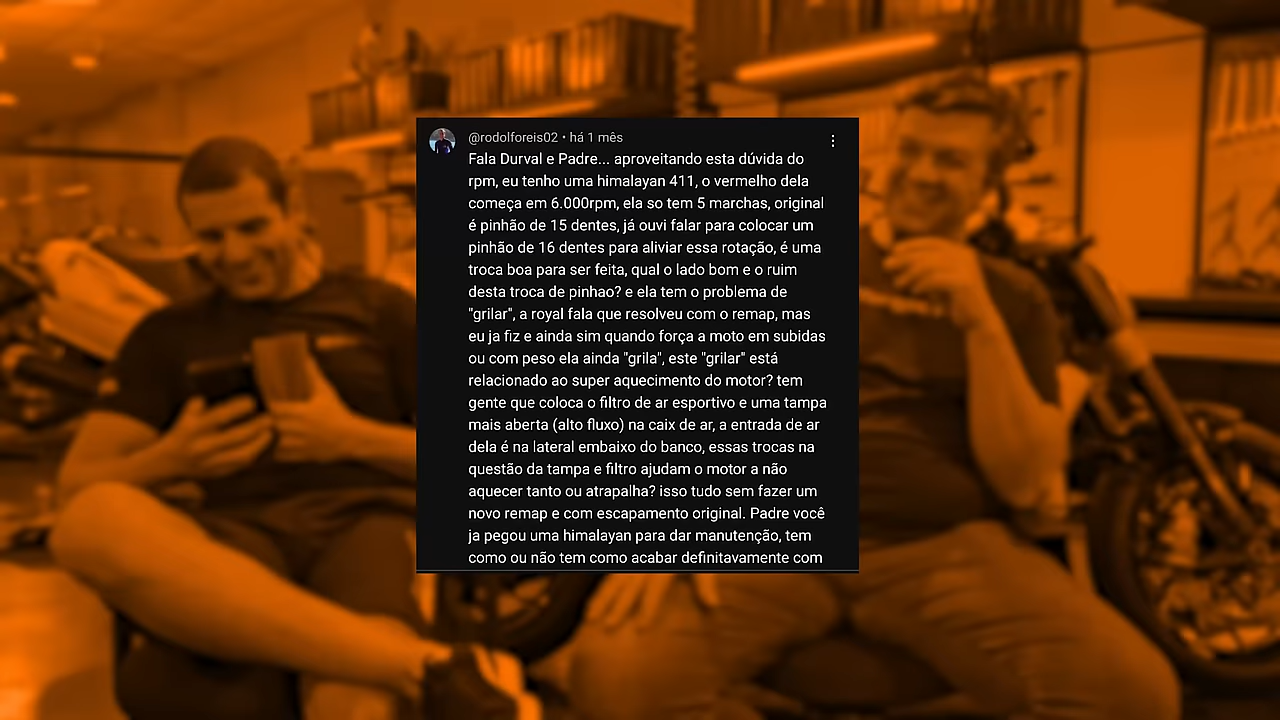 @rodolforeis02 • há 1 mês
Fala Durval e Padre... aproveitando esta dúvida do
rpm, eu tenho uma himalayan 411, o vermelho dela
começa em 6.000rpm, ela so tem 5 marchas, original
é pinhão de 15 dentes, já ouvi falar para colocar um
pinhão de 16 dentes para aliviar essa rotação, é uma
troca boa para ser feita, qual o lado bom e o ruim
desta troca de pinhao? e ela tem o problema de
"grilar", a royal fala que resolveu com o remap, mas
eu ja fiz e ainda sim quando força a moto em subidas
ou com peso ela ainda "grila", este "grilar" está
relacionado ao super aquecimento do motor? tem
gente que coloca o filtro de ar esportivo e uma tampa
mais aberta (alto fluxo) na caix de ar, a entrada de ar
dela é na lateral embaixo do banco, essas trocas na
questão da tampa e filtro ajudam o motor a não
aquecer tanto ou atrapalha? isso tudo sem fazer um
novo remap e com escapamento original. Padre você
ja pegou uma himalayan para dar manutenção, tem
como ou não tem como acabar definitavamente com